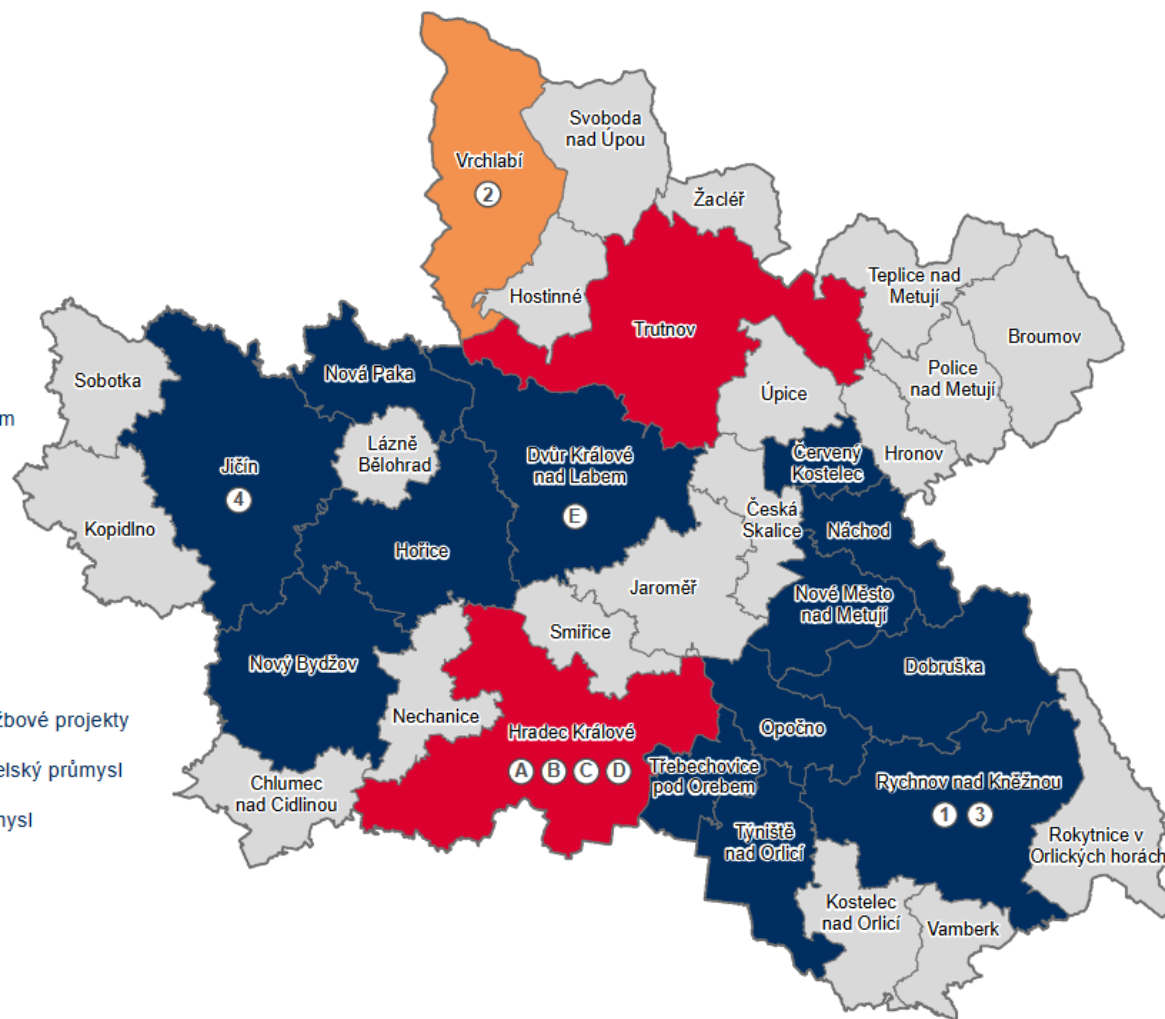 Svoboda
nad Úpou
Vrchlabí
2
Žacléř
Teplice nad
Metují
Hostinné
Trutnov
Broumov
Sobotka
Nová Paka
Police
nad Metují
Úpice
m
Lázně
Bělohrad
Jičín
4
Dvůr Králové
nad Labem
E
Červený
Kostelec
Hronov
Kopidlno
Hořice
Česká
Skalice
Náchod
Jaroměř
Nové Město
nad Metují
Smiřice
Nový Bydžov
Dobruška
Nechanice
žbové projekty
Hradec Králové
A B C D
Opočno
elský průmysl
Třebechovice
pod Orebem
Chlumec
nad Cidlinou
Rychnov nad Kněžnou
1 3
mysl
Týniště
nad Orlicí
Rokytnice v
Orlických horách
Kostelec
nad Orlicí
Vamberk